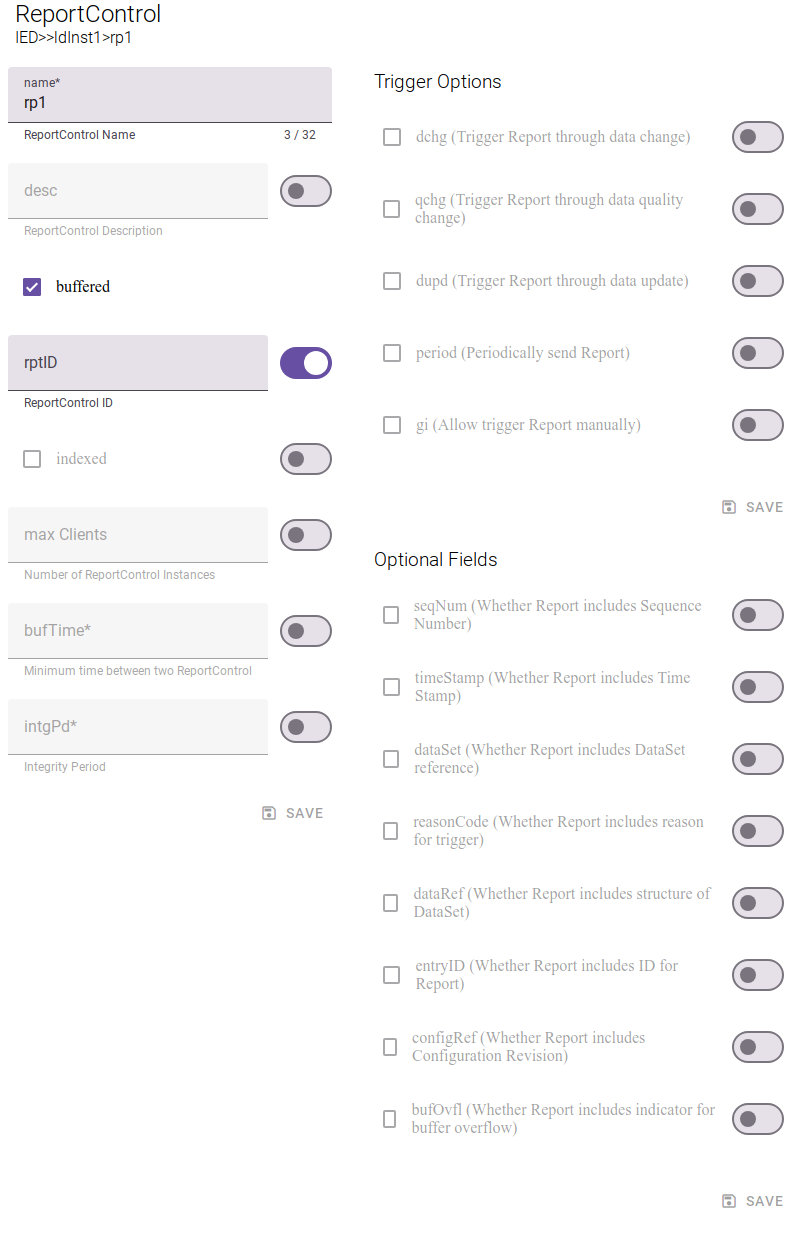 ReportControl
IED>>ldInst1>rp1
name*
rp1
ReportControl Name
3 / 32
desc
ReportControl Description
buffered
rptID
ReportControl ID
indexed
max Clients
Number of ReportControl Instances
bufTime*
Minimum time between two ReportControl
intgPd*
Integrity Period
SAVE
Trigger Options
dchg (Trigger Report through data change)
qchg (Trigger Report through data quality
change)
dupd (Trigger Report through data update)
period (Periodically send Report)
gi (Allow trigger Report manually)
SAVE
Optional Fields
seqNum (Whether Report includes Sequence
Number)
timeStamp (Whether Report includes Time
Stamp)
dataSet (Whether Report includes DataSet
reference)
reasonCode (Whether Report includes reason
for trigger)
dataRef (Whether Report includes structure of
DataSet)
entryID (Whether Report includes ID for
Report)
configRef (Whether Report includes
Configuration Revision)
bufOvfl (Whether Report includes indicator for
buffer overflow)
SAVE